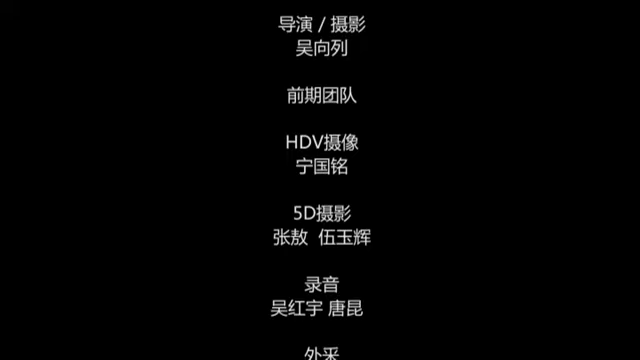 导演 / 摄影
吴向列
前期团队
HDV摄像
宁国铭
5D摄影
张敖 伍玉辉
录音
吴红宇 唐昆
外采